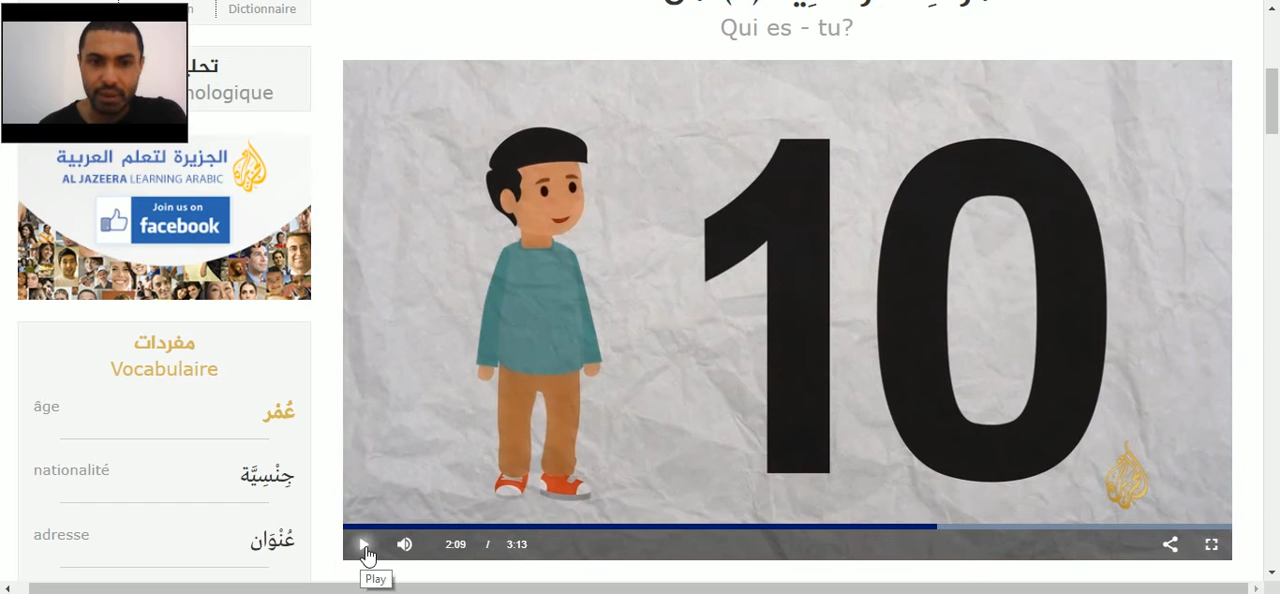 Dictionnaire
Qui es - tu?
nologique
الجزيرة لتعلم العربية
AL JAZEERA LEARNING ARABIC
Join us on
facebook
مفردات
Vocabulaire
âge
عُمْر
nationalité
جِنْسِيَّة
adresse
عُنْوَان
10
2:09 / 3:13
Play